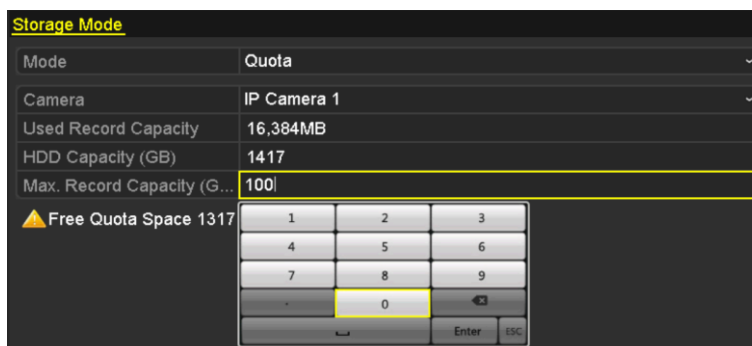 Storage Mode
Mode Quota
Camera IP Camera 1
Used Record Capacity 16,384MB
HDD Capacity (GB) 1417
Max. Record Capacity (G... 100
Free Quota Space 1317
1 2 3
4 5 6
7 8 9
. 0
Enter ESC